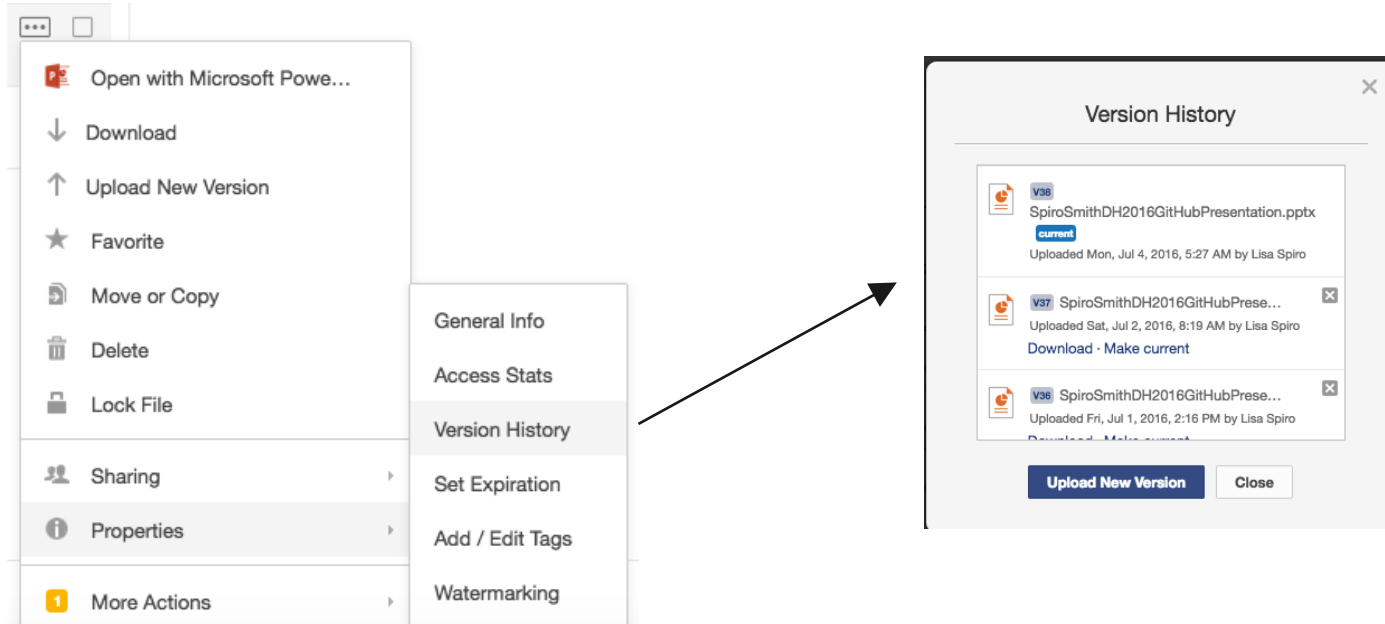 Open with Microsoft Powe...
Download
Upload New Version
Favorite
Move or Copy
Delete
Lock File
Sharing
Properties
1 More Actions
General Info
Access Stats
Version History
Set Expiration
Add / Edit Tags
Watermarking
Version History
V38
SpiroSmithDH2016GitHubPresentation.pptx
current
Uploaded Mon, Jul 4, 2016, 5:27 AM by Lisa Spiro
V37 SpiroSmithDH2016GitHubPrese...
Uploaded Sat, Jul 2, 2016, 8:19 AM by Lisa Spiro
Download · Make current
V36 SpiroSmithDH2016GitHubPrese...
Uploaded Fri, Jul 1, 2016, 2:16 PM by Lisa Spiro
Download · Make current
Upload New Version Close